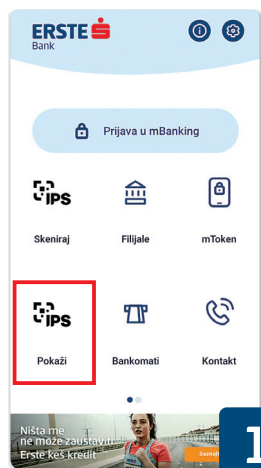 ERSTE
Bank
Prijava u mBanking
IPS
Skeniraj
Filijale
mToken
IPS
Pokaži
Bankomati
Kontakt
Ništa me
ne može zaustaviti
Erste keš kredit
1